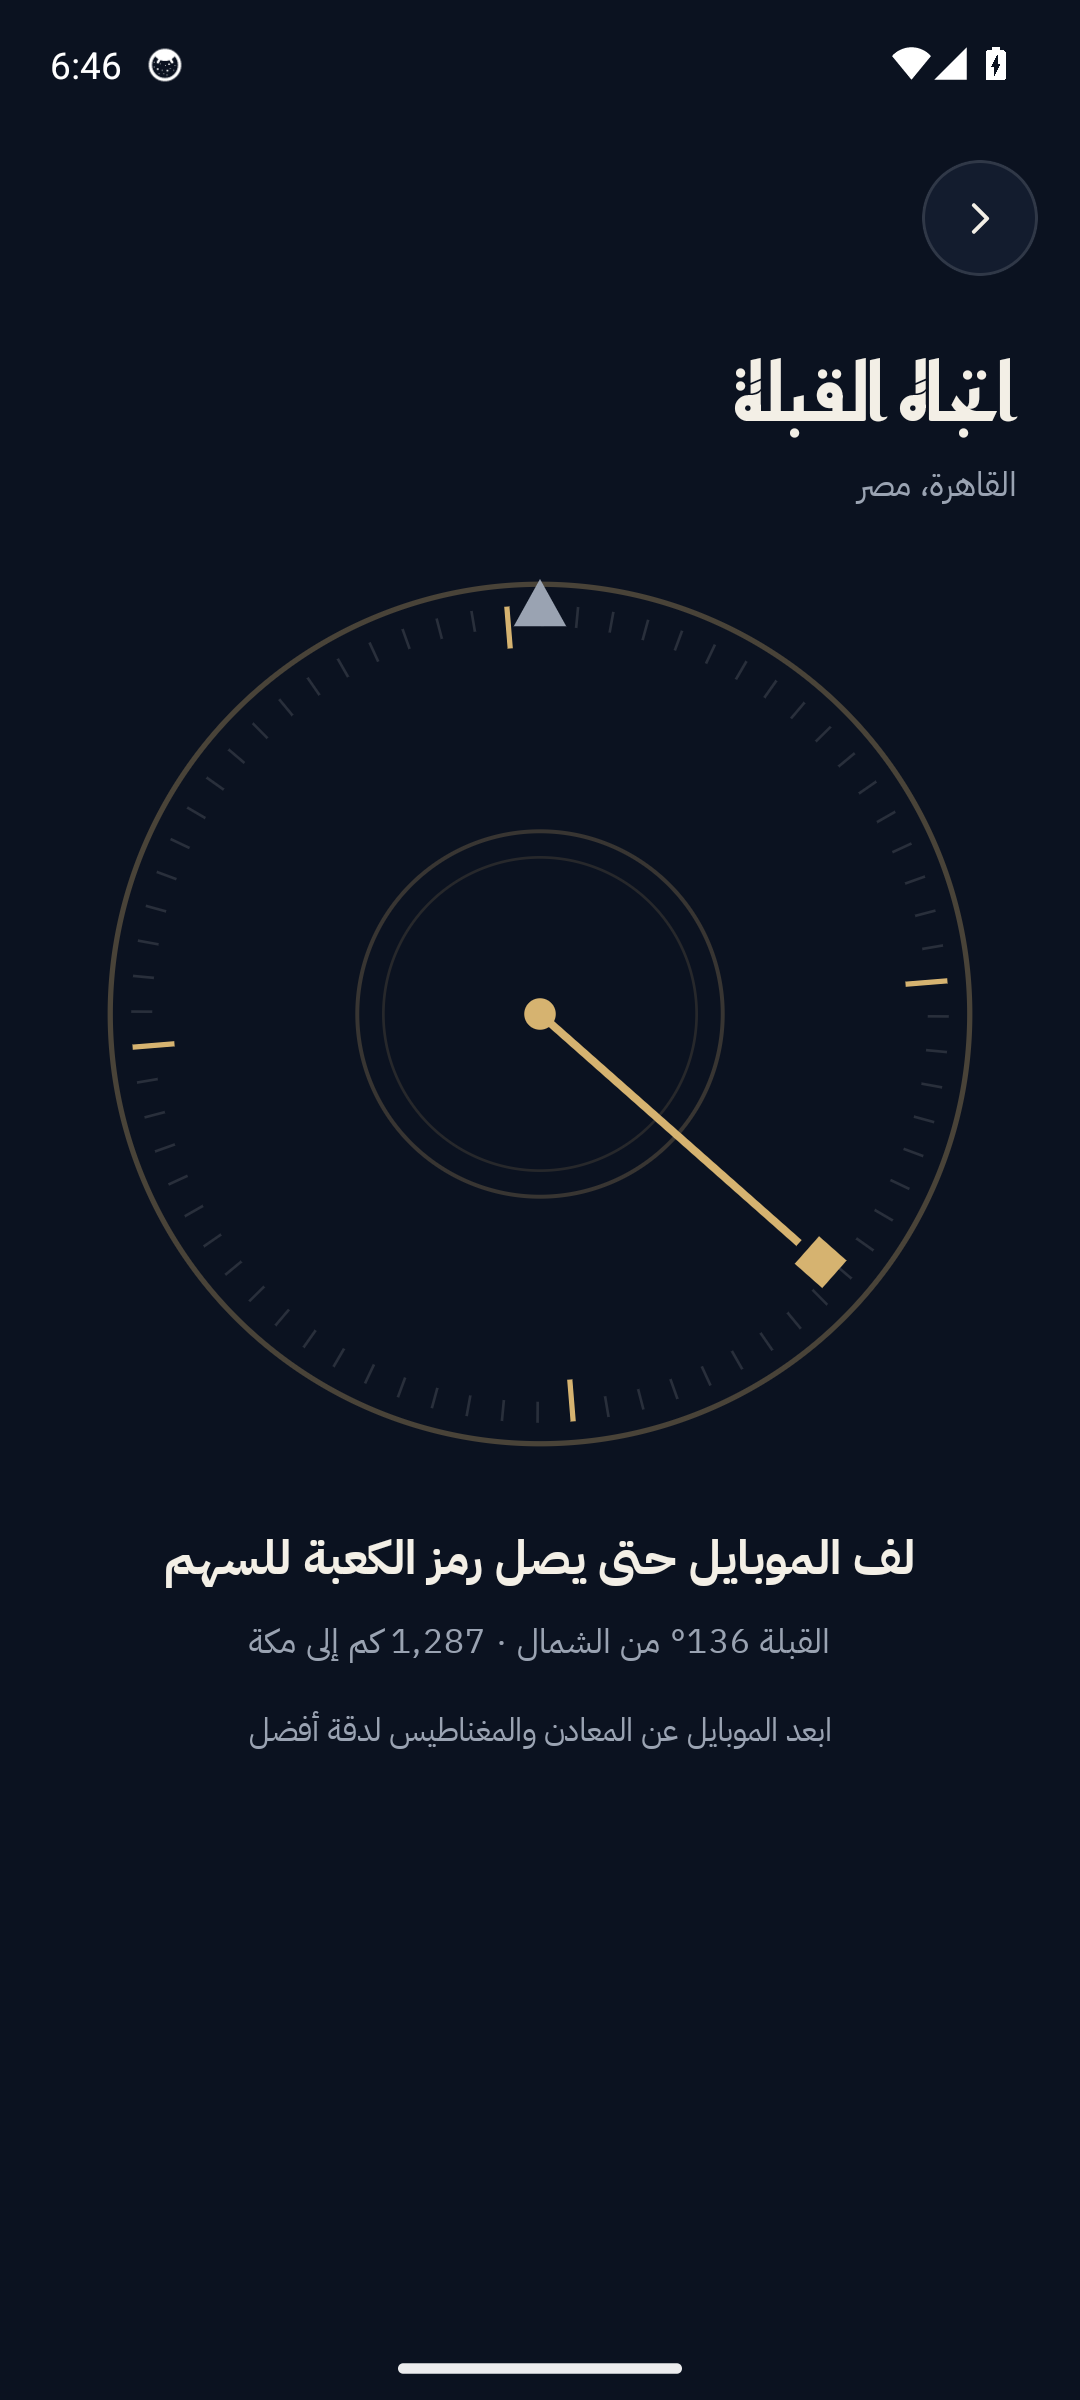 6:46
اتجاه القبلة
القاهرة، مصر
لف الموبايل حتى يصل رمز الكعبة للسهم
القبلة 136° من الشمال · 1,287 كم إلى مكة
ابعد الموبايل عن المعادن والمغناطيس لدقة أفضل